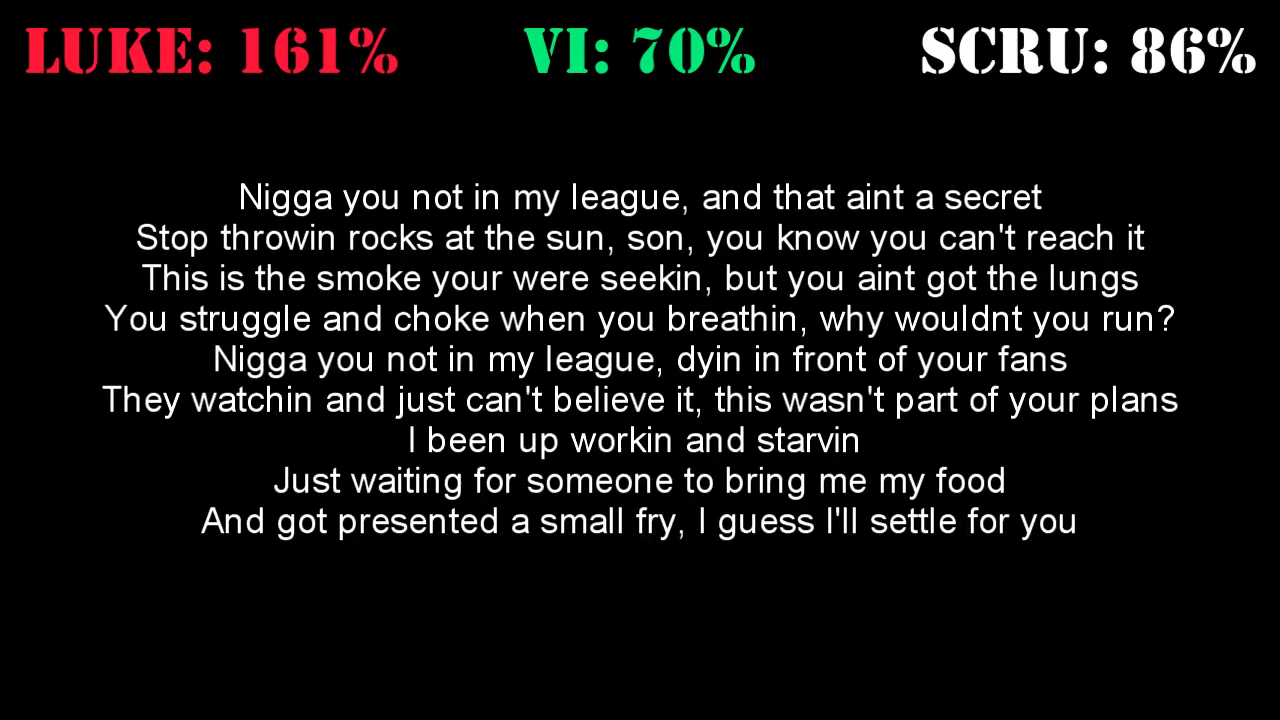 LUKE: 161% VI: 70% SCRU: 86%
Nigga you not in my league, and that aint a secret
Stop throwin rocks at the sun, son, you know you can't reach it
This is the smoke your were seekin, but you aint got the lungs
You struggle and choke when you breathin, why wouldnt you run?
Nigga you not in my league, dyin in front of your fans
They watchin and just can't believe it, this wasn't part of your plans
I been up workin and starvin
Just waiting for someone to bring me my food
And got presented a small fry, I guess I'll settle for you